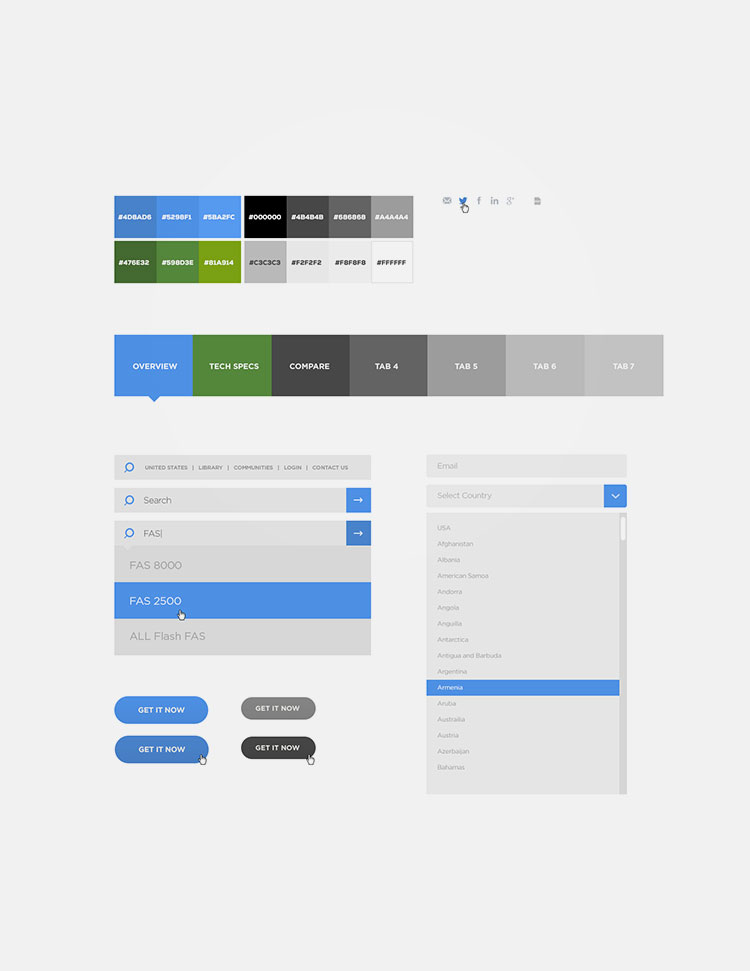 #4D8AD6 #5298F1 #5BA2FC #000000 #4B4B4B #686868 #A4A4A4
#476E32 #598D3E #81A914 #C3C3C3 #F2F2F2 #F8F8F8 #FFFFFF
OVERVIEW TECH SPECS COMPARE TAB 4 TAB 5 TAB 6 TAB 7
UNITED STATES | LIBRARY | COMMUNITIES | LOGIN | CONTACT US
Search
FAS|
FAS 8000
FAS 2500
ALL Flash FAS
GET IT NOW GET IT NOW
GET IT NOW GET IT NOW
Email
Select Country
USA
Afghanistan
Albania
American Samoa
Andorra
Angola
Anguilla
Antarctica
Antigua and Barbuda
Argentina
Armenia
Aruba
Australia
Austria
Azerbaijan
Bahamas